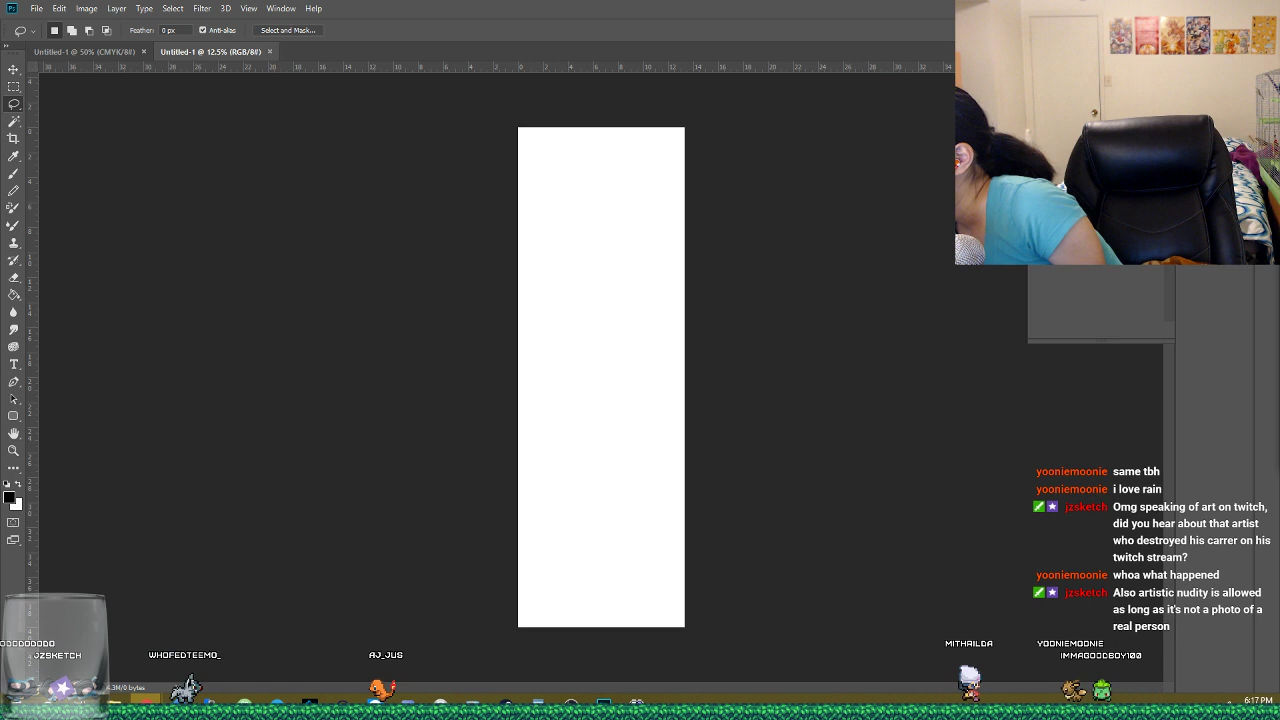 File Edit Image Layer Type Select Filter 3D View Window Help
Feather: 0 px Anti-alias Select and Mask...
Untitled-1 @ 50% (CMYK/8#) × Untitled-1 @ 12.5% (RGB/8#) ×
yooniemoonie same tbh
yooniemoonie i love rain
jzsketch Omg speaking of art on twitch,
did you hear about that artist
who destroyed his carrer on his
twitch stream?
yooniemoonie whoa what happened
jzsketch Also artistic nudity is allowed
as long as it's not a photo of a
real person
MITHRILDA YOONIEMOONIE
JZSKETCH WHOFEDTEEMO_ AJ_JUS IMMAGOODBOY100
3M/0 bytes
6:17 PM